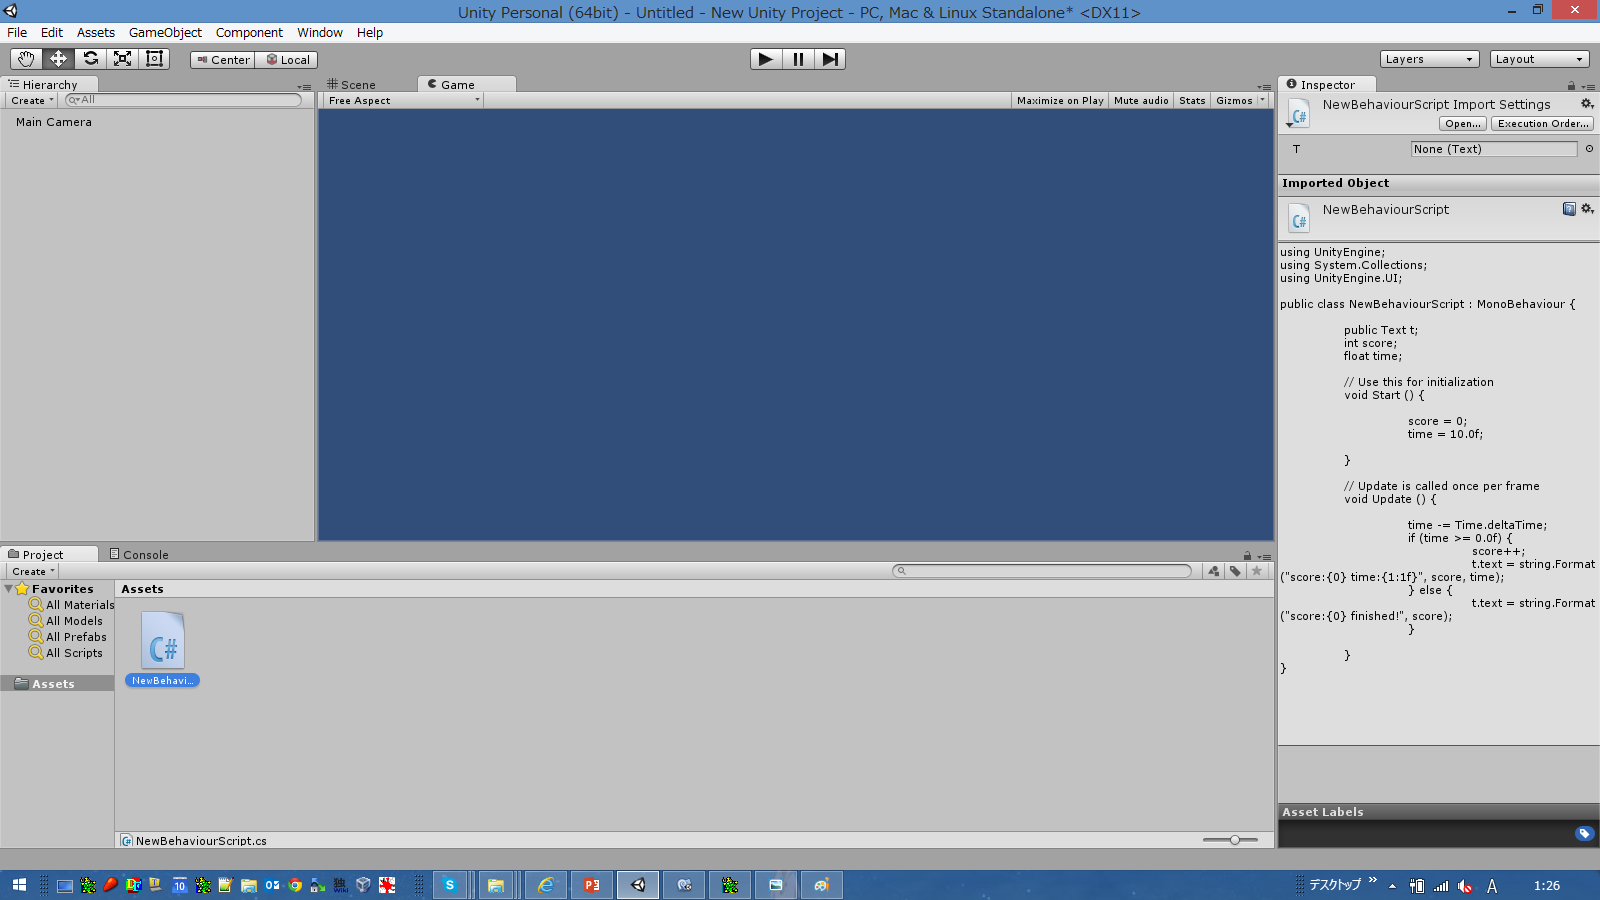 Unity Personal (64bit) - Untitled - New Unity Project - PC, Mac & Linux Standalone* <DX11>
File Edit Assets GameObject Component Window Help
Center Local
Layers Layout
Hierarchy
Create All
Main Camera
Scene Game
Free Aspect Maximize on Play Mute audio Stats Gizmos
Inspector
NewBehaviourScript Import Settings
Open... Execution Order...
T None (Text)
Imported Object
NewBehaviourScript
using UnityEngine;
using System.Collections;
using UnityEngine.UI;
public class NewBehaviourScript : MonoBehaviour {
public Text t;
int score;
float time;
// Use this for initialization
void Start () {
score = 0;
time = 10.0f;
}
// Update is called once per frame
void Update () {
time -= Time.deltaTime;
if (time >= 0.0f) {
score++;
t.text = string.Format
("score:{0} time:{1:1f}", score, time);
} else {
t.text = string.Format
("score:{0} finished!", score);
}
}
}
Asset Labels
Project Console
Create
Favorites
All Materials
All Models
All Prefabs
All Scripts
Assets
Assets
C#
NewBehavi...
NewBehaviourScript.cs
デスクトップ
A
1:26